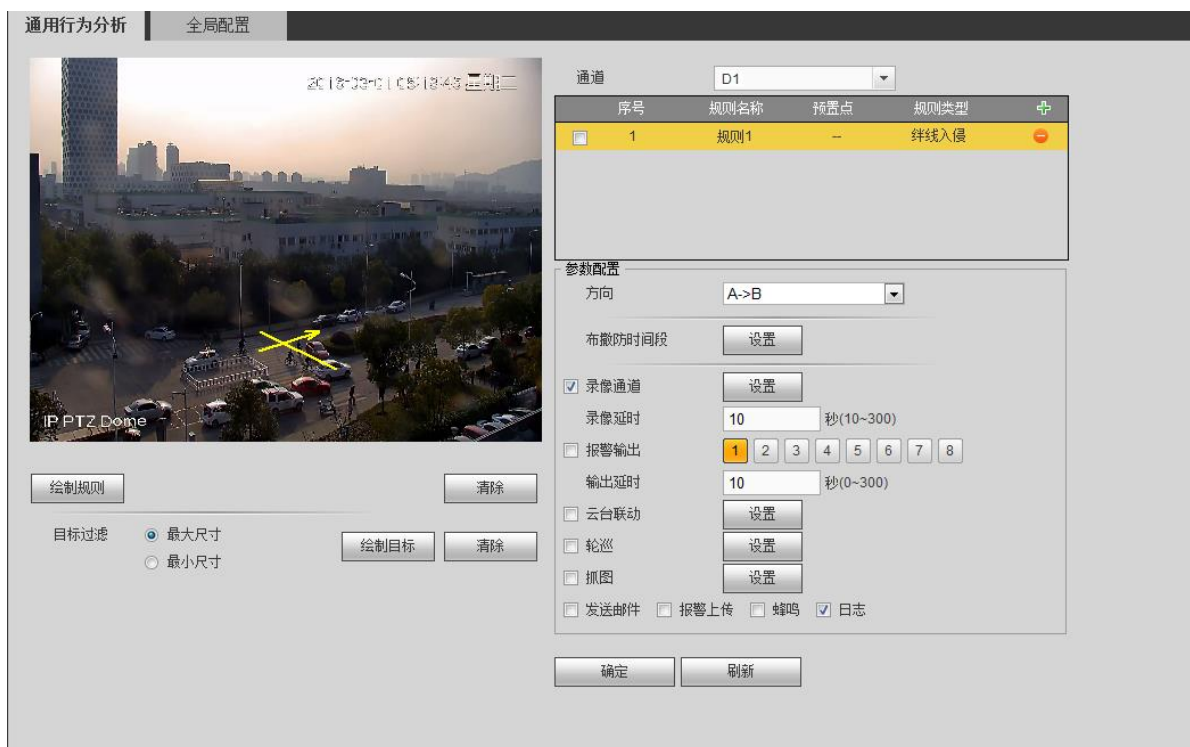 通用行为分析 全局配置
通道 D1
序号 规则名称 预置点 规则类型
1 规则1 -- 绊线入侵
参数配置
方向 A->B
布撤防时间段 设置
录像通道 设置
录像延时 10 秒(10~300)
报警输出 1 2 3 4 5 6 7 8
输出延时 10 秒(0~300)
云台联动 设置
轮巡 设置
抓图 设置
发送邮件 报警上传 蜂鸣 日志
确定 刷新
IP PTZ Dome
绘制规则 清除
目标过滤 最大尺寸
最小尺寸
绘制目标 清除